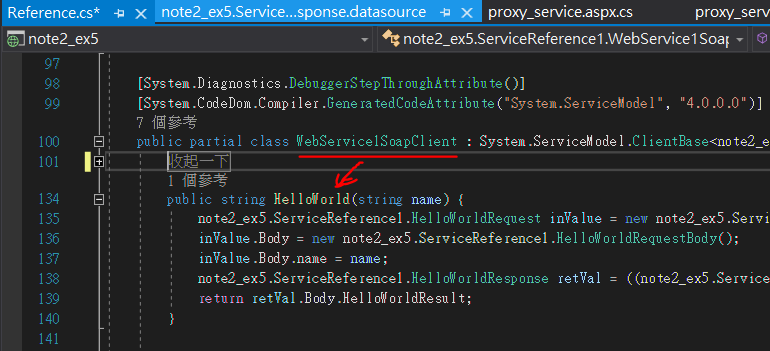 Reference.cs* note2_ex5.Service...sponse.datasource proxy_service.aspx.cs proxy_serv
note2_ex5 note2_ex5.ServiceReference1.WebService1Soap
97
98 [System.Diagnostics.DebuggerStepThroughAttribute()]
99 [System.CodeDom.Compiler.GeneratedCodeAttribute("System.ServiceModel", "4.0.0.0")]
7 個參考
100 public partial class WebService1SoapClient : System.ServiceModel.ClientBase<note2_e
101 收起一下
1 個參考
134 public string HelloWorld(string name) {
135 note2_ex5.ServiceReference1.HelloWorldRequest inValue = new note2_ex5.Servi
136 inValue.Body = new note2_ex5.ServiceReference1.HelloWorldRequestBody();
137 inValue.Body.name = name;
138 note2_ex5.ServiceReference1.HelloWorldResponse retVal = ((note2_ex5.Service
139 return retVal.Body.HelloWorldResult;
140 }
141